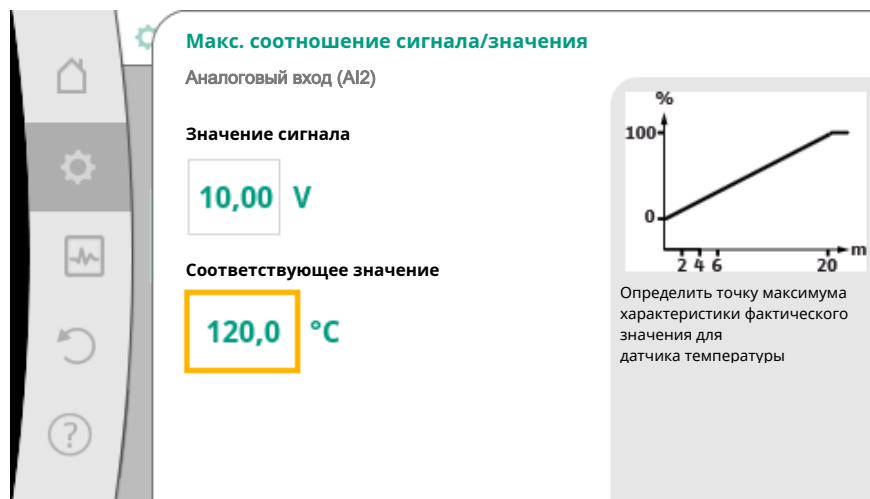 Макс. соотношение сигнала/значения
Аналоговый вход (AI2)
Значение сигнала
10,00 V
Соответствующее значение
120,0 °C
%
100
0
2 4 6 20 m
Определить точку максимума
характеристики фактического
значения для
датчика температуры
?